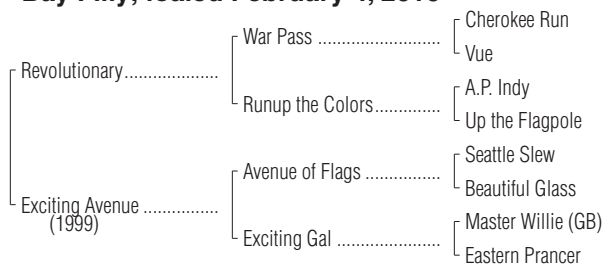 Bay Filly; foaled February 4, 2018
Cherokee Run
War Pass ..........................
Vue
Revolutionary....................
A.P. Indy
Runup the Colors..............
Up the Flagpole
Seattle Slew
Avenue of Flags ................
Beautiful Glass
Exciting Avenue ................
(1999)
Master Willie (GB)
Exciting Gal ......................
Eastern Prancer